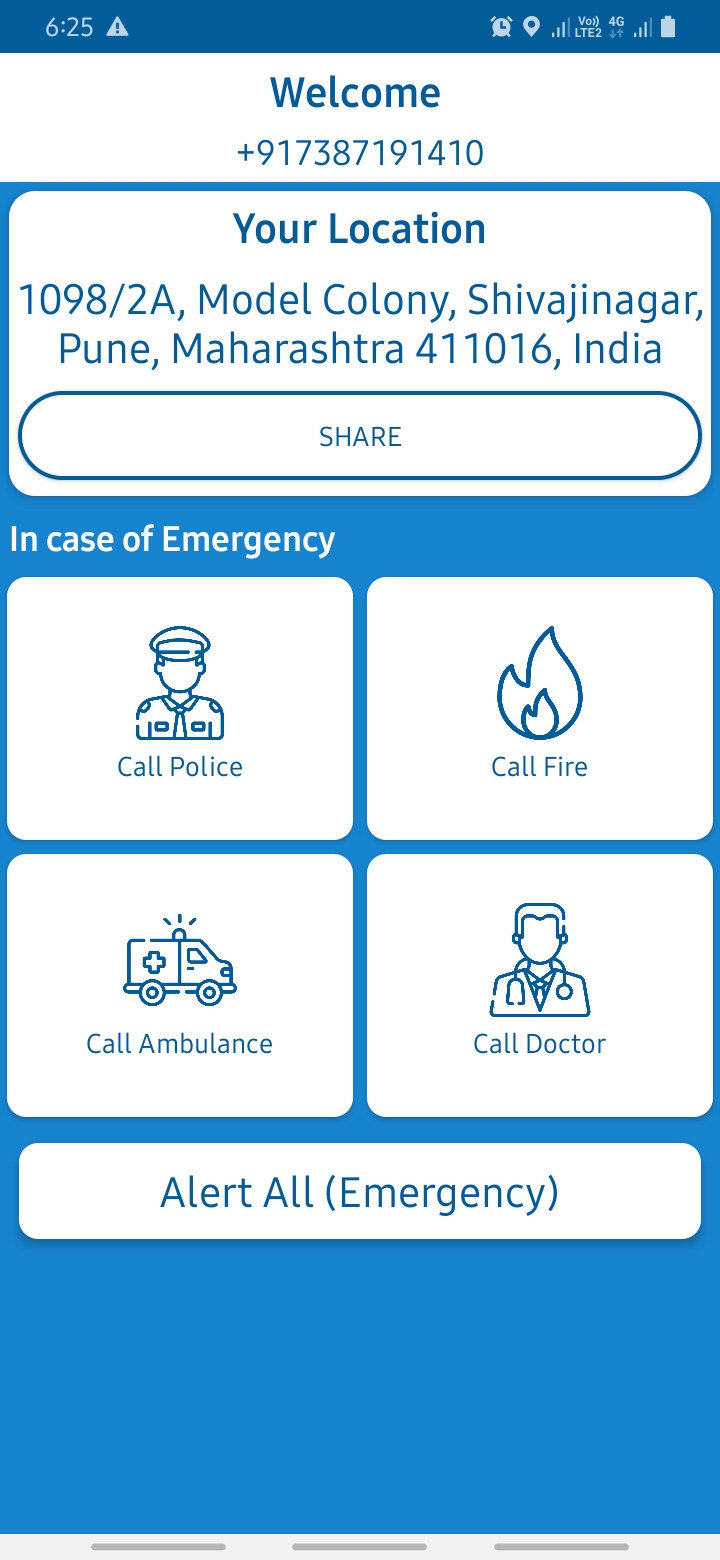 6:25
Vo))
LTE2
4G
Welcome
+917387191410
Your Location
1098/2A, Model Colony, Shivajinagar,
Pune, Maharashtra 411016, India
SHARE
In case of Emergency
Call Police
Call Fire
Call Ambulance
Call Doctor
Alert All (Emergency)